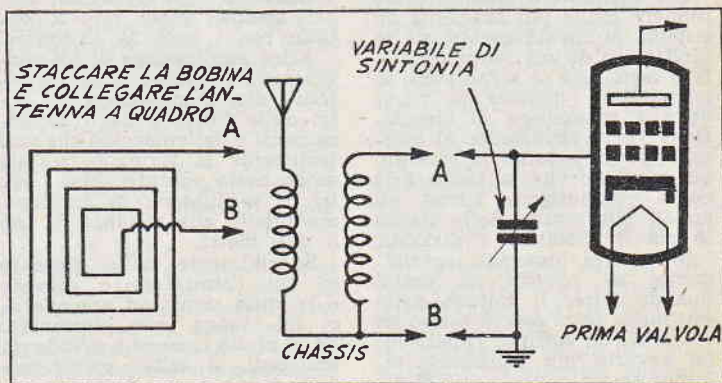 STACCARE LA BOBINA
E COLLEGARE L'AN-
TENNA A QUADRO
A
B
VARIABILE DI
SINTONIA
A
B
CHASSIS
PRIMA VALVOLA